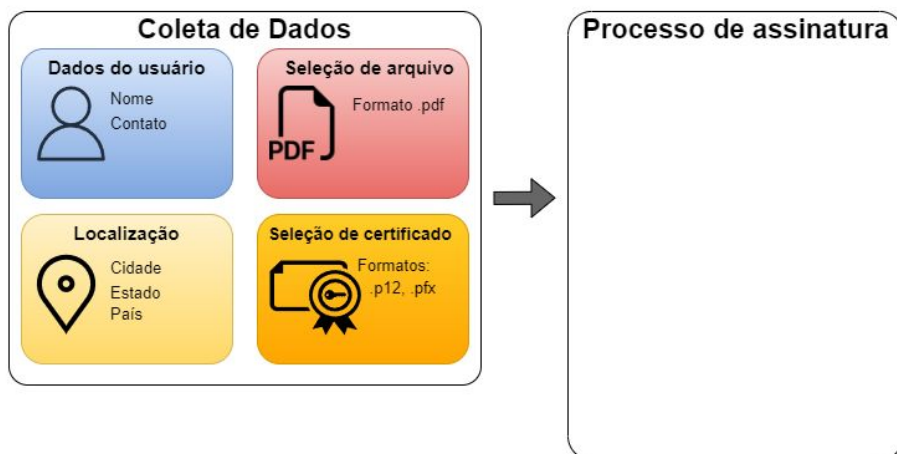 Coleta de Dados
Dados do usuário
Nome
Contato
Seleção de arquivo
Formato .pdf
PDF
Localização
Cidade
Estado
País
Seleção de certificado
Formatos:
.p12, .pfx
Processo de assinatura